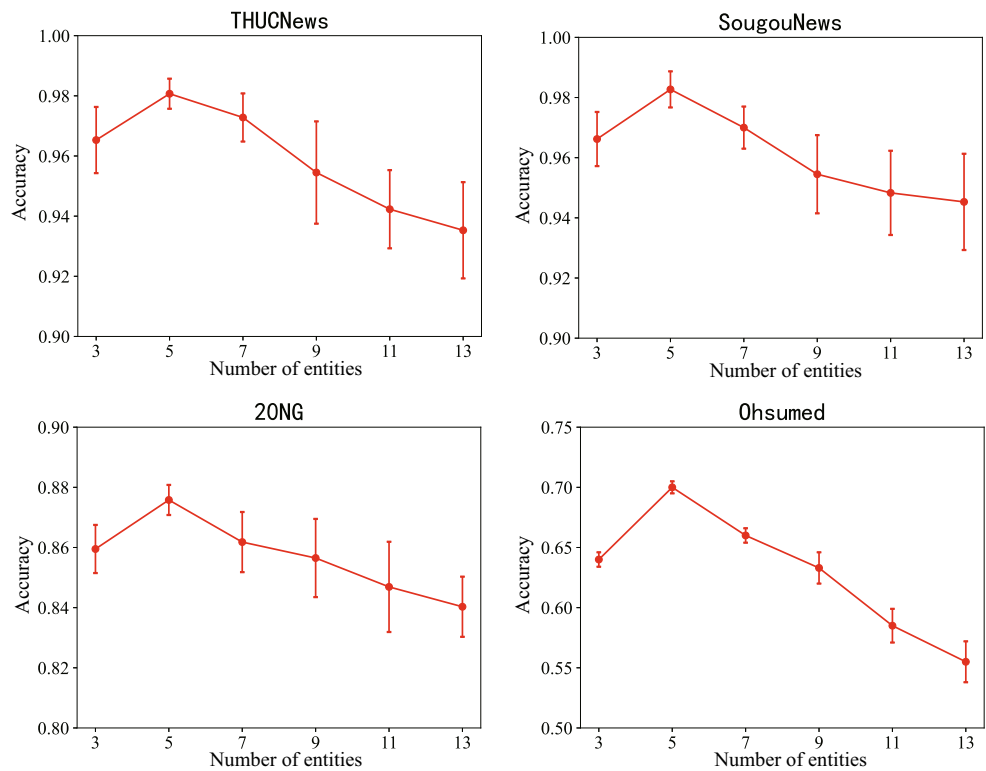 THUCNews
1.00
0.98
0.96
0.94
0.92
0.90
Accuracy
3 5 7 9 11 13
Number of entities
SougouNews
1.00
0.98
0.96
0.94
0.92
0.90
Accuracy
3 5 7 9 11 13
Number of entities
20NG
0.90
0.88
0.86
0.84
0.82
0.80
Accuracy
3 5 7 9 11 13
Number of entities
Ohsumed
0.75
0.70
0.65
0.60
0.55
0.50
Accuracy
3 5 7 9 11 13
Number of entities